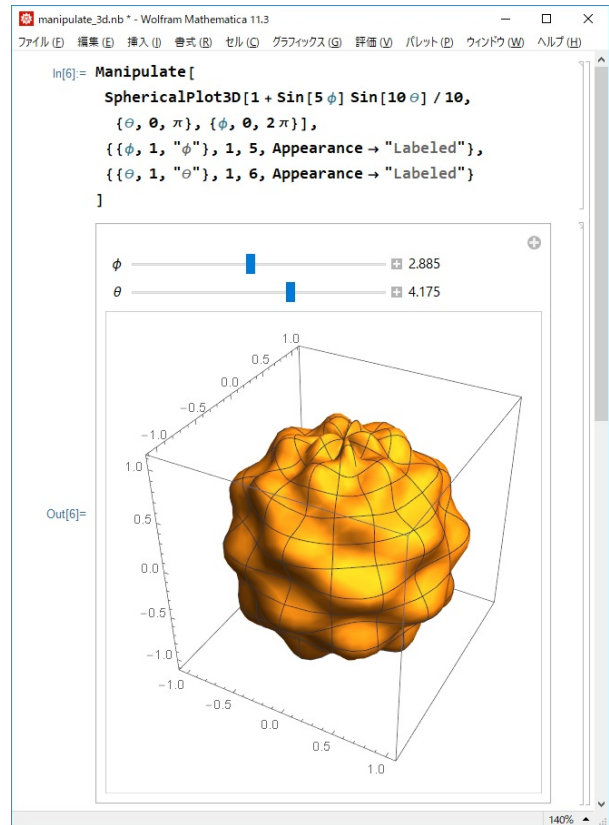 manipulate_3d.nb * - Wolfram Mathematica 11.3
ファイル(F) 編集(E) 挿入(I) 書式(R) セル(C) グラフィックス(G) 評価(V) パレット(P) ウィンドウ(W) ヘルプ(H)
In[6]:= Manipulate[
SphericalPlot3D[1 + Sin[5 ϕ] Sin[10 θ] / 10,
{θ, 0, π}, {ϕ, 0, 2 π}],
{{ϕ, 1, "ϕ"}, 1, 5, Appearance → "Labeled"},
{{θ, 1, "θ"}, 1, 6, Appearance → "Labeled"}
]
ϕ 2.885
θ 4.175
1.0
0.5
0.0
-0.5
-1.0
1.0
0.5
Out[6]=
0.0
-0.5
-1.0
-1.0
-0.5
0.0
0.5
1.0
140%